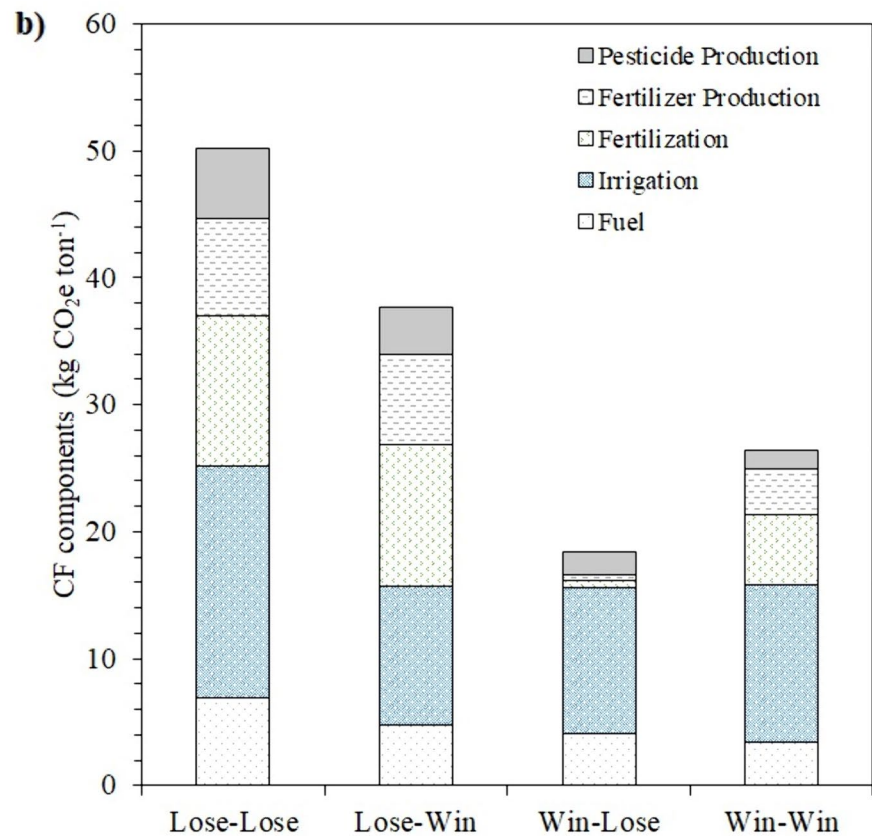 b)
60
50
40
30
20
10
0
CF components (kg CO₂e ton⁻¹)
Pesticide Production
Fertilizer Production
Fertilization
Irrigation
Fuel
Lose-Lose Lose-Win Win-Lose Win-Win